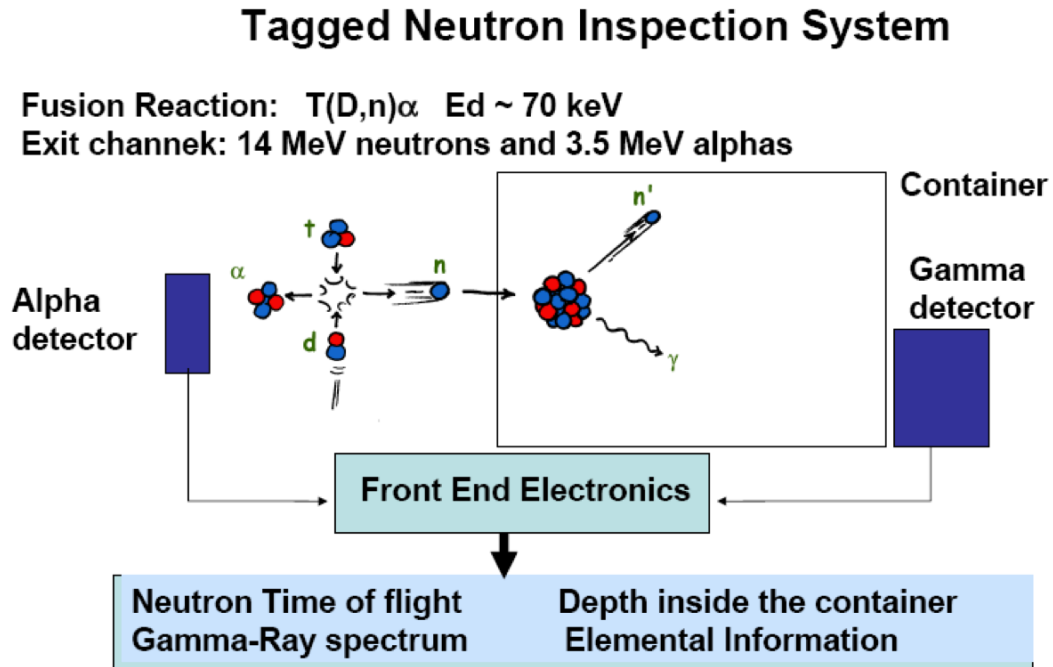 Tagged Neutron Inspection System
Fusion Reaction: T(D,n)α Ed ~ 70 keV
Exit channek: 14 MeV neutrons and 3.5 MeV alphas
Container
n'
t
α
n
Gamma
detector
Alpha
detector
d
γ
Front End Electronics
Neutron Time of flight Depth inside the container
Gamma-Ray spectrum Elemental Information